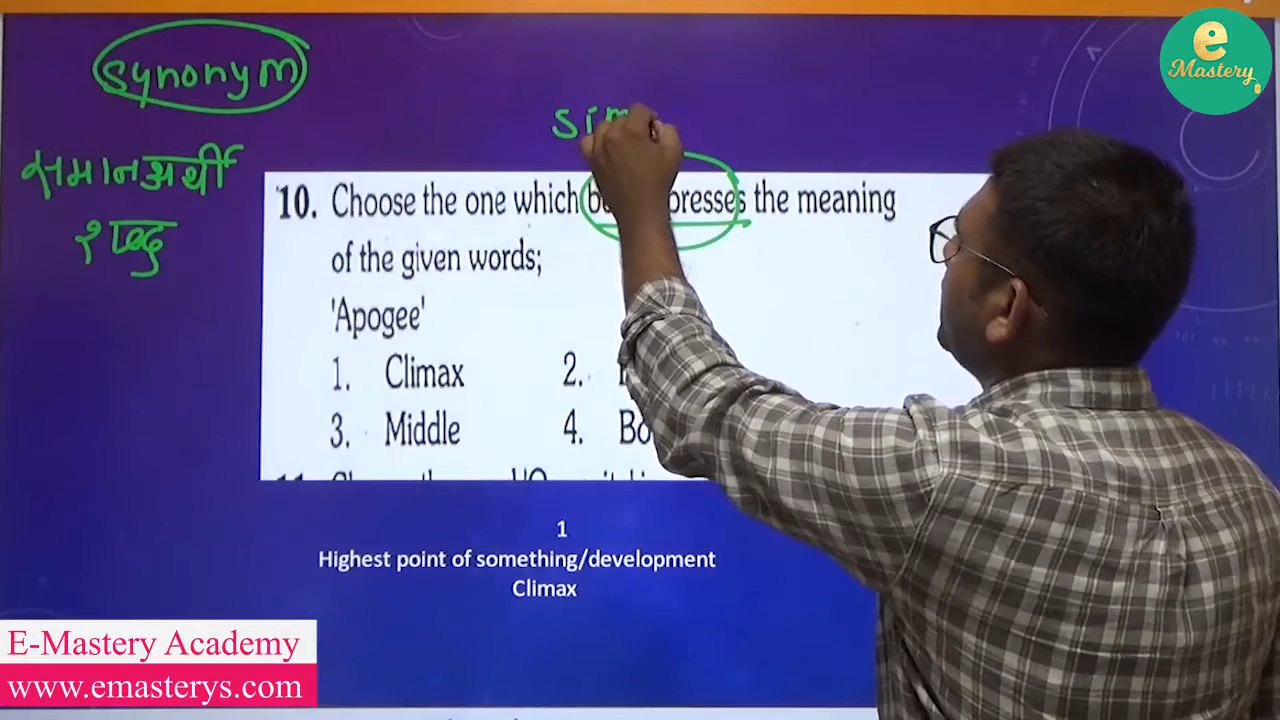 e
Mastery
synonym
sim
समानअर्थी
शब्द
10. Choose the one which presses the meaning
of the given words;
'Apogee'
1. Climax 2.
3. Middle 4. Bo
1
Highest point of something/development
Climax
E-Mastery Academy
www.emasterys.com